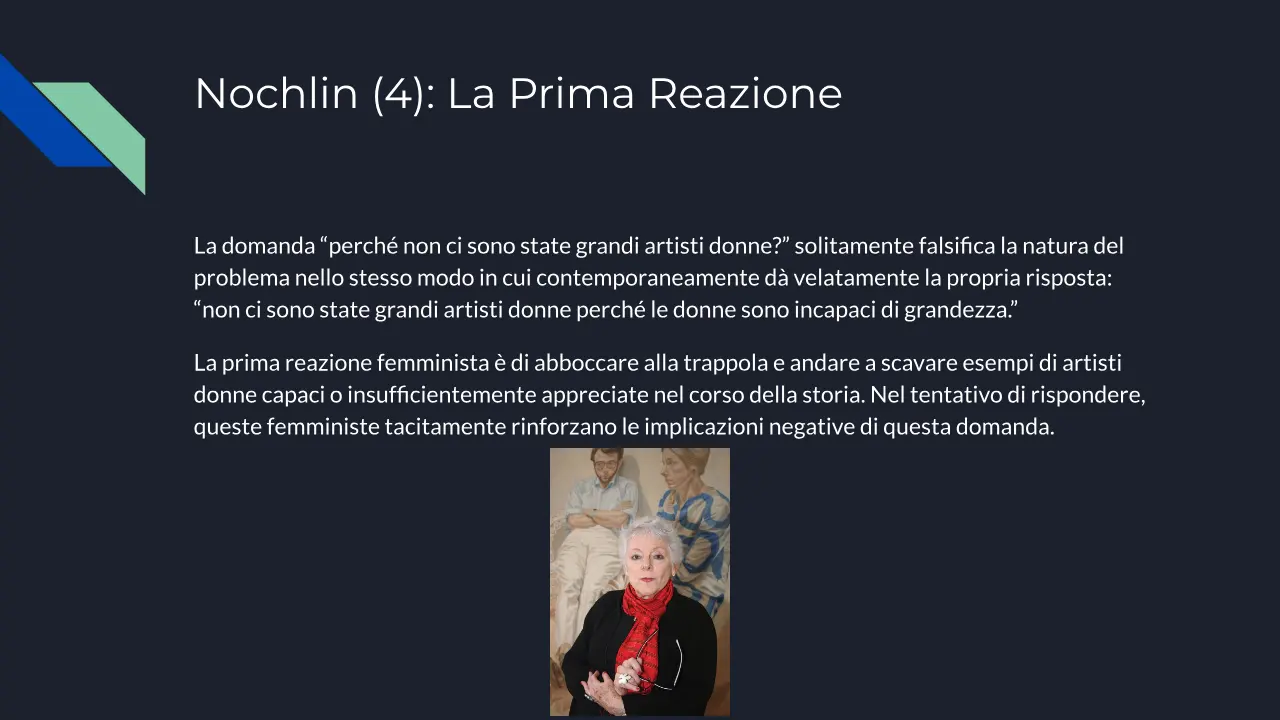 Nochlin (4): La Prima Reazione
La domanda “perché non ci sono state grandi artisti donne?” solitamente falsifica la natura del
problema nello stesso modo in cui contemporaneamente dà velatamente la propria risposta:
“non ci sono state grandi artisti donne perché le donne sono incapaci di grandezza.”
La prima reazione femminista è di abboccare alla trappola e andare a scavare esempi di artisti
donne capaci o insufficientemente appreciate nel corso della storia. Nel tentativo di rispondere,
queste femministe tacitamente rinforzano le implicazioni negative di questa domanda.